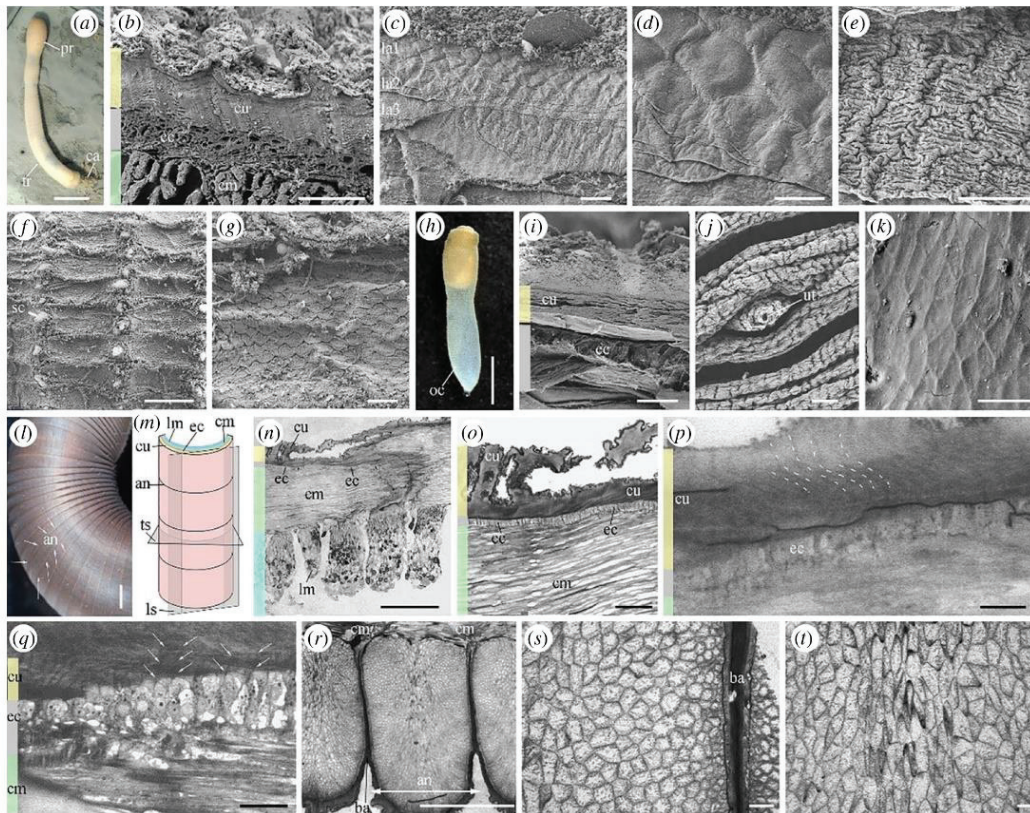 (a)
pr
tr
ca
(b)
cu
ec
cm
(c)
la1
la2
la3
(d)
(e)
(f)
sc
(g)
(h)
oc
(i)
cu
ec
(j)
ut
(k)
(l)
an
(m)
lm
ec
cm
cu
an
ts
ls
(n)
cu
ec
ec
cm
lm
(o)
cu
cu
ec
ec
cm
(p)
cu
ec
(q)
cu
ec
cm
(r)
cm
cm
an
ba
(s)
ba
(t)